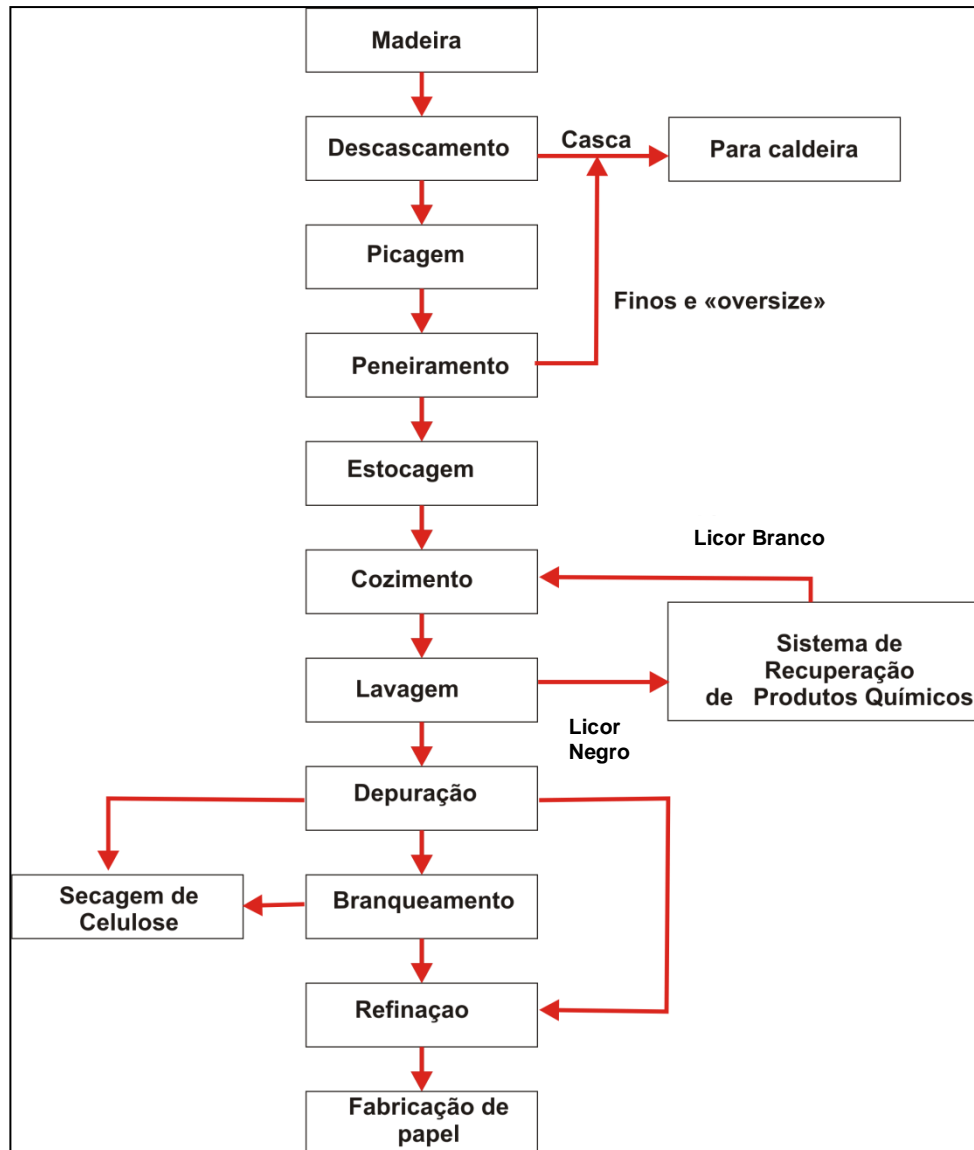 Madeira
Descascamento
Casca
Para caldeira
Picagem
Finos e «oversize»
Peneiramento
Estocagem
Licor Branco
Cozimento
Sistema de
Recuperação
de Produtos Químicos
Lavagem
Licor
Negro
Depuração
Secagem de
Celulose
Branqueamento
Refinaçao
Fabricação de
papel